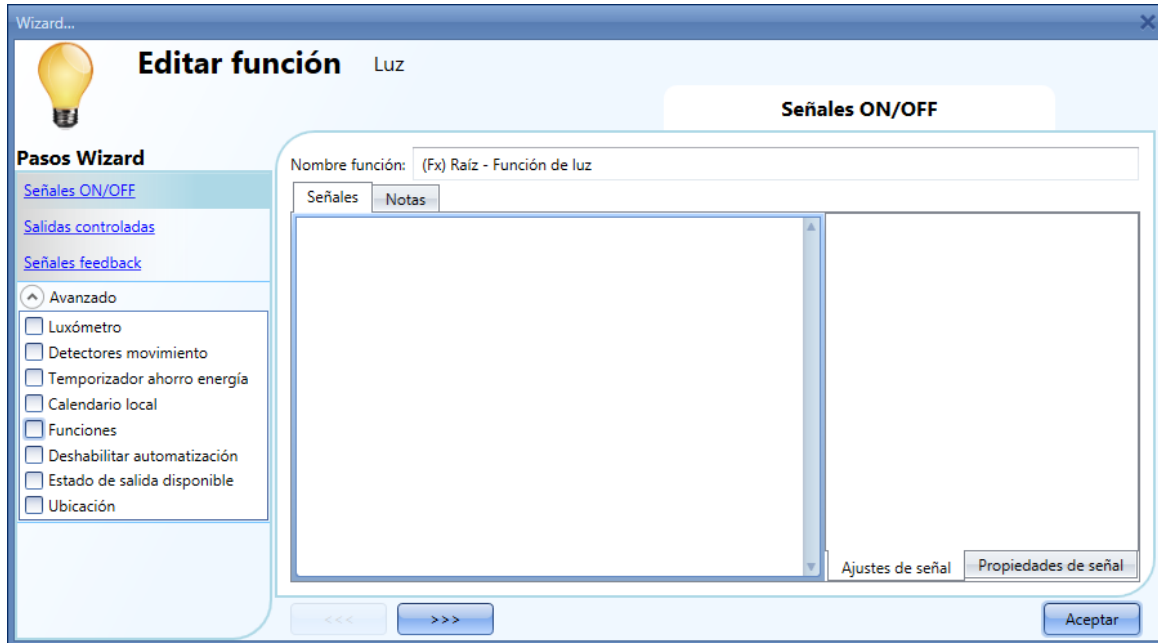 Wizard...
Editar función Luz
Señales ON/OFF
Pasos Wizard
Señales ON/OFF
Salidas controladas
Señales feedback
Avanzado
Luxómetro
Detectores movimiento
Temporizador ahorro energía
Calendario local
Funciones
Deshabilitar automatización
Estado de salida disponible
Ubicación
Nombre función: (Fx) Raíz - Función de luz
Señales Notas
Ajustes de señal Propiedades de señal
<<< >>> Aceptar